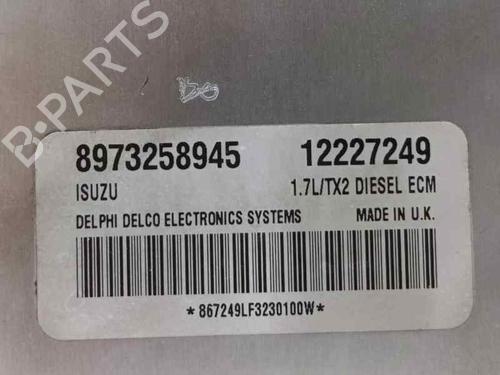 B-PARTS
8973258945 12227249
ISUZU 1.7L/TX2 DIESEL ECM
DELPHI DELCO ELECTRONICS SYSTEMS MADE IN U.K.
*867249LF3230100W*